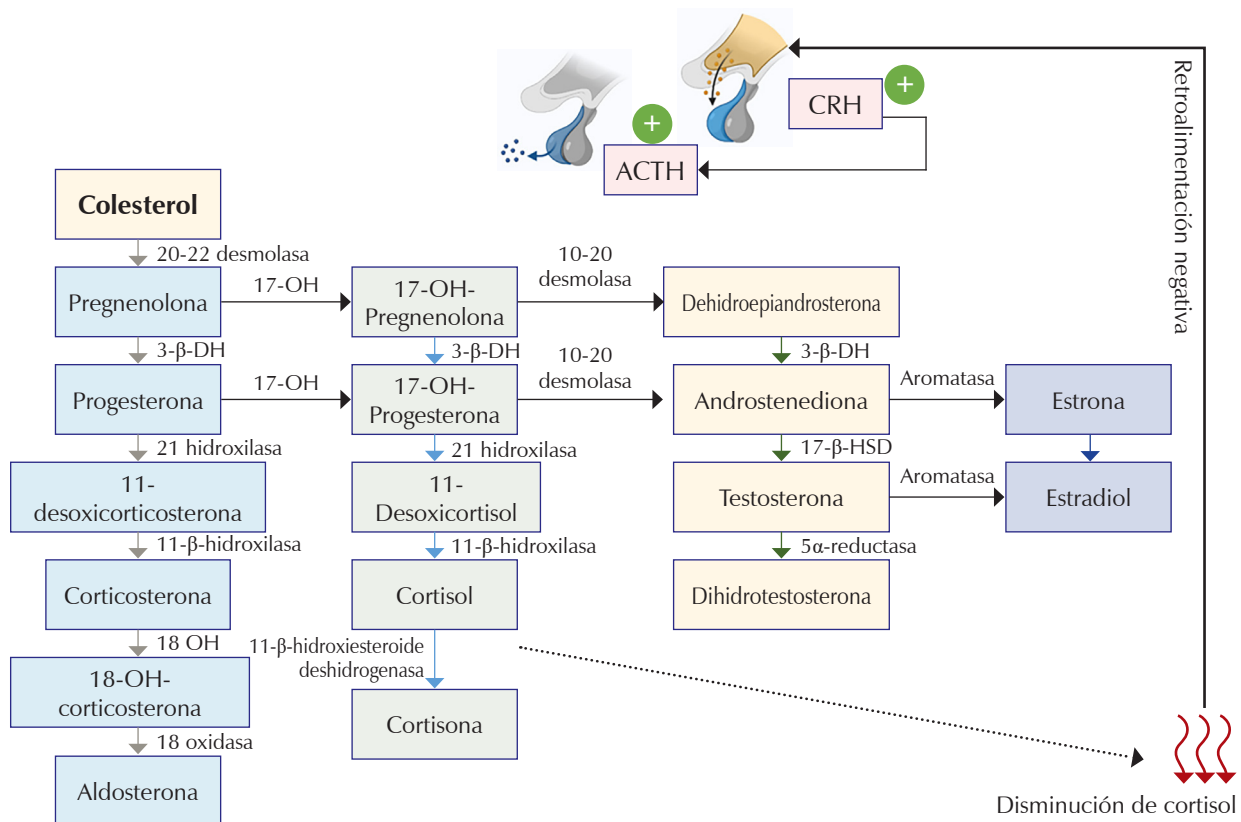 CRH
ACTH
Retroalimentación negativa
Colesterol
20-22 desmolasa
Pregnenolona
17-OH
17-OH-
Pregnenolona
10-20
desmolasa
Dehidroepiandrosterona
3-β-DH
3-β-DH
3-β-DH
Progesterona
17-OH
17-OH-
Progesterona
10-20
desmolasa
Androstenediona
Aromatasa
Estrona
21 hidroxilasa
21 hidroxilasa
17-β-HSD
11-
desoxicorticosterona
11-
Desoxicortisol
Testosterona
Aromatasa
Estradiol
11-β-hidroxilasa
11-β-hidroxilasa
5α-reductasa
Corticosterona
Cortisol
Dihidrotestosterona
18 OH
11-β-hidroxiesteroide
deshidrogenasa
18-OH-
corticosterona
Cortisona
18 oxidasa
Aldosterona
Disminución de cortisol